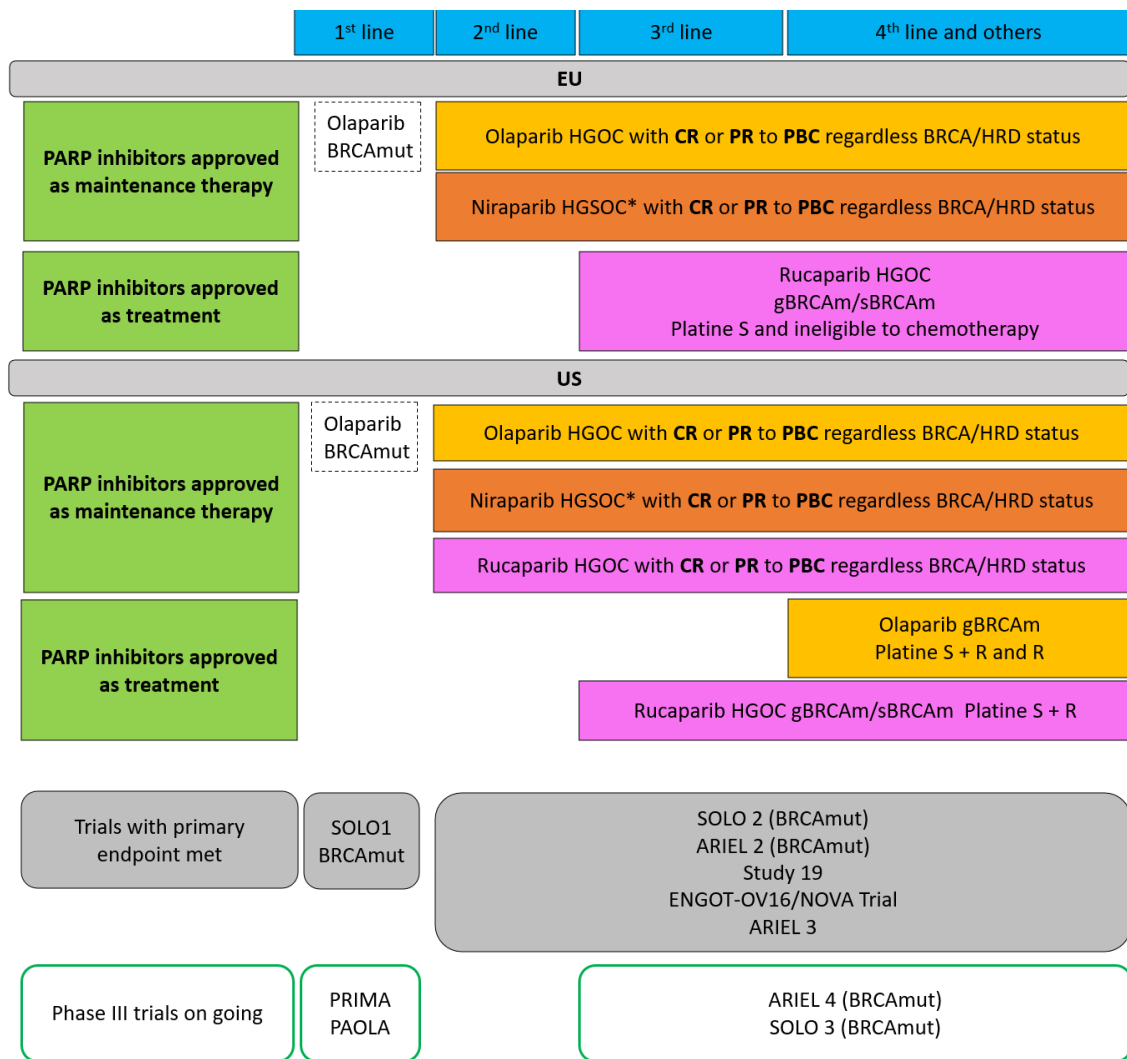 1st line
2nd line
3rd line
4th line and others
EU
PARP inhibitors approved
as maintenance therapy
Olaparib
BRCAmut
Olaparib HGOC with CR or PR to PBC regardless BRCA/HRD status
Niraparib HGSOC* with CR or PR to PBC regardless BRCA/HRD status
PARP inhibitors approved
as treatment
Rucaparib HGOC
gBRCAm/sBRCAm
Platine S and ineligible to chemotherapy
US
PARP inhibitors approved
as maintenance therapy
Olaparib
BRCAmut
Olaparib HGOC with CR or PR to PBC regardless BRCA/HRD status
Niraparib HGSOC* with CR or PR to PBC regardless BRCA/HRD status
Rucaparib HGOC with CR or PR to PBC regardless BRCA/HRD status
PARP inhibitors approved
as treatment
Olaparib gBRCAm
Platine S + R and R
Rucaparib HGOC gBRCAm/sBRCAm Platine S + R
Trials with primary
endpoint met
SOLO1
BRCAmut
SOLO 2 (BRCAmut)
ARIEL 2 (BRCAmut)
Study 19
ENGOT-OV16/NOVA Trial
ARIEL 3
Phase III trials on going
PRIMA
PAOLA
ARIEL 4 (BRCAmut)
SOLO 3 (BRCAmut)